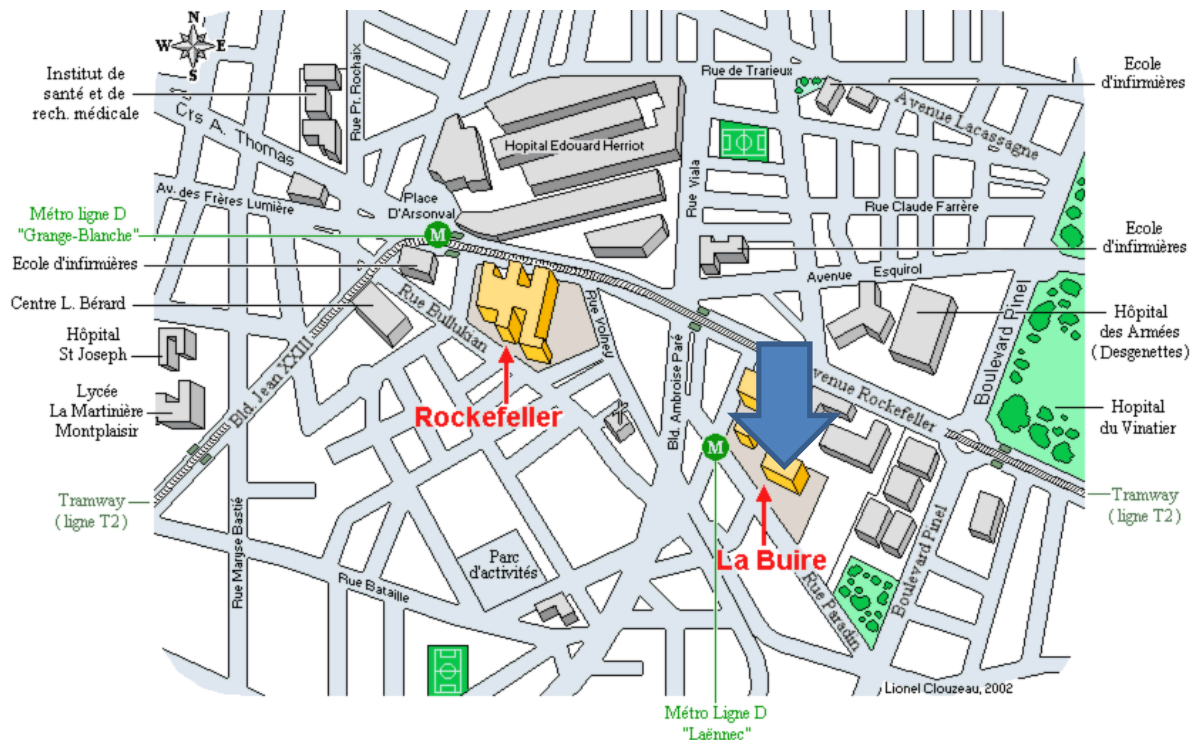 N
W E
S
Institut de
santé et de
rech. médicale
Crs A. Thomas
Rue Pr. Rochaix
Av. des Frères Lumière
Place
D'Arsonval
Hopital Edouard Herriot
Rue de Trarieux
Avenue Lacassagne
Ecole
d'infirmières
Rue Viala
Rue Claude Farrère
Métro ligne D
"Grange-Blanche"
M
Ecole d'infirmières
Centre L. Bérard
Hôpital
St Joseph
Lycée
La Martinière
Montplaisir
Tramway
( ligne T2 )
Bld. Jean XXIII
Rue Bullukian
Rue Volney
Rockefeller
Bld. Ambroise Paré
Avenue Esquirol
Ecole
d'infirmières
Boulevard Pinel
Hôpital
des Armées
( Desgenettes )
venue Rockefeller
Hopital
du Vinatier
M
La Buire
Tramway
( ligne T2 )
Rue Maryse Bastié
Rue Bataille
Parc
d'activités
Rue Paradin
Boulevard Pinel
Lionel Clouzeau, 2002
Métro Ligne D
"Laënnec"